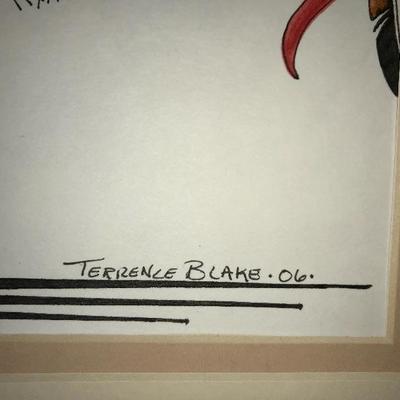 TERRENCE BLAKE · 06 ·